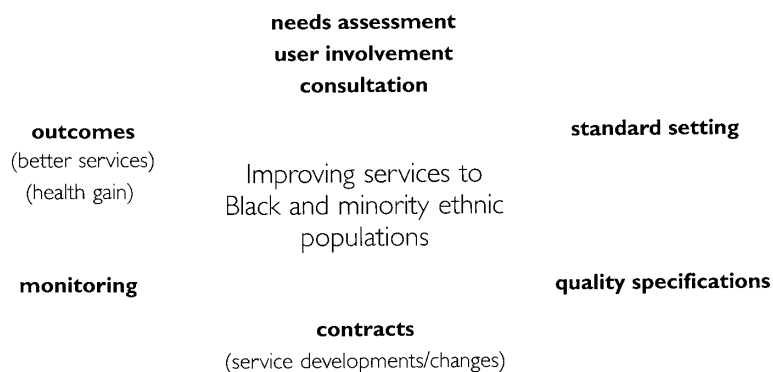 needs assessment
user involvement
consultation
outcomes
(better services)
(health gain)
standard setting
Improving services to
Black and minority ethnic
populations
monitoring
quality specifications
contracts
(service developments/changes)